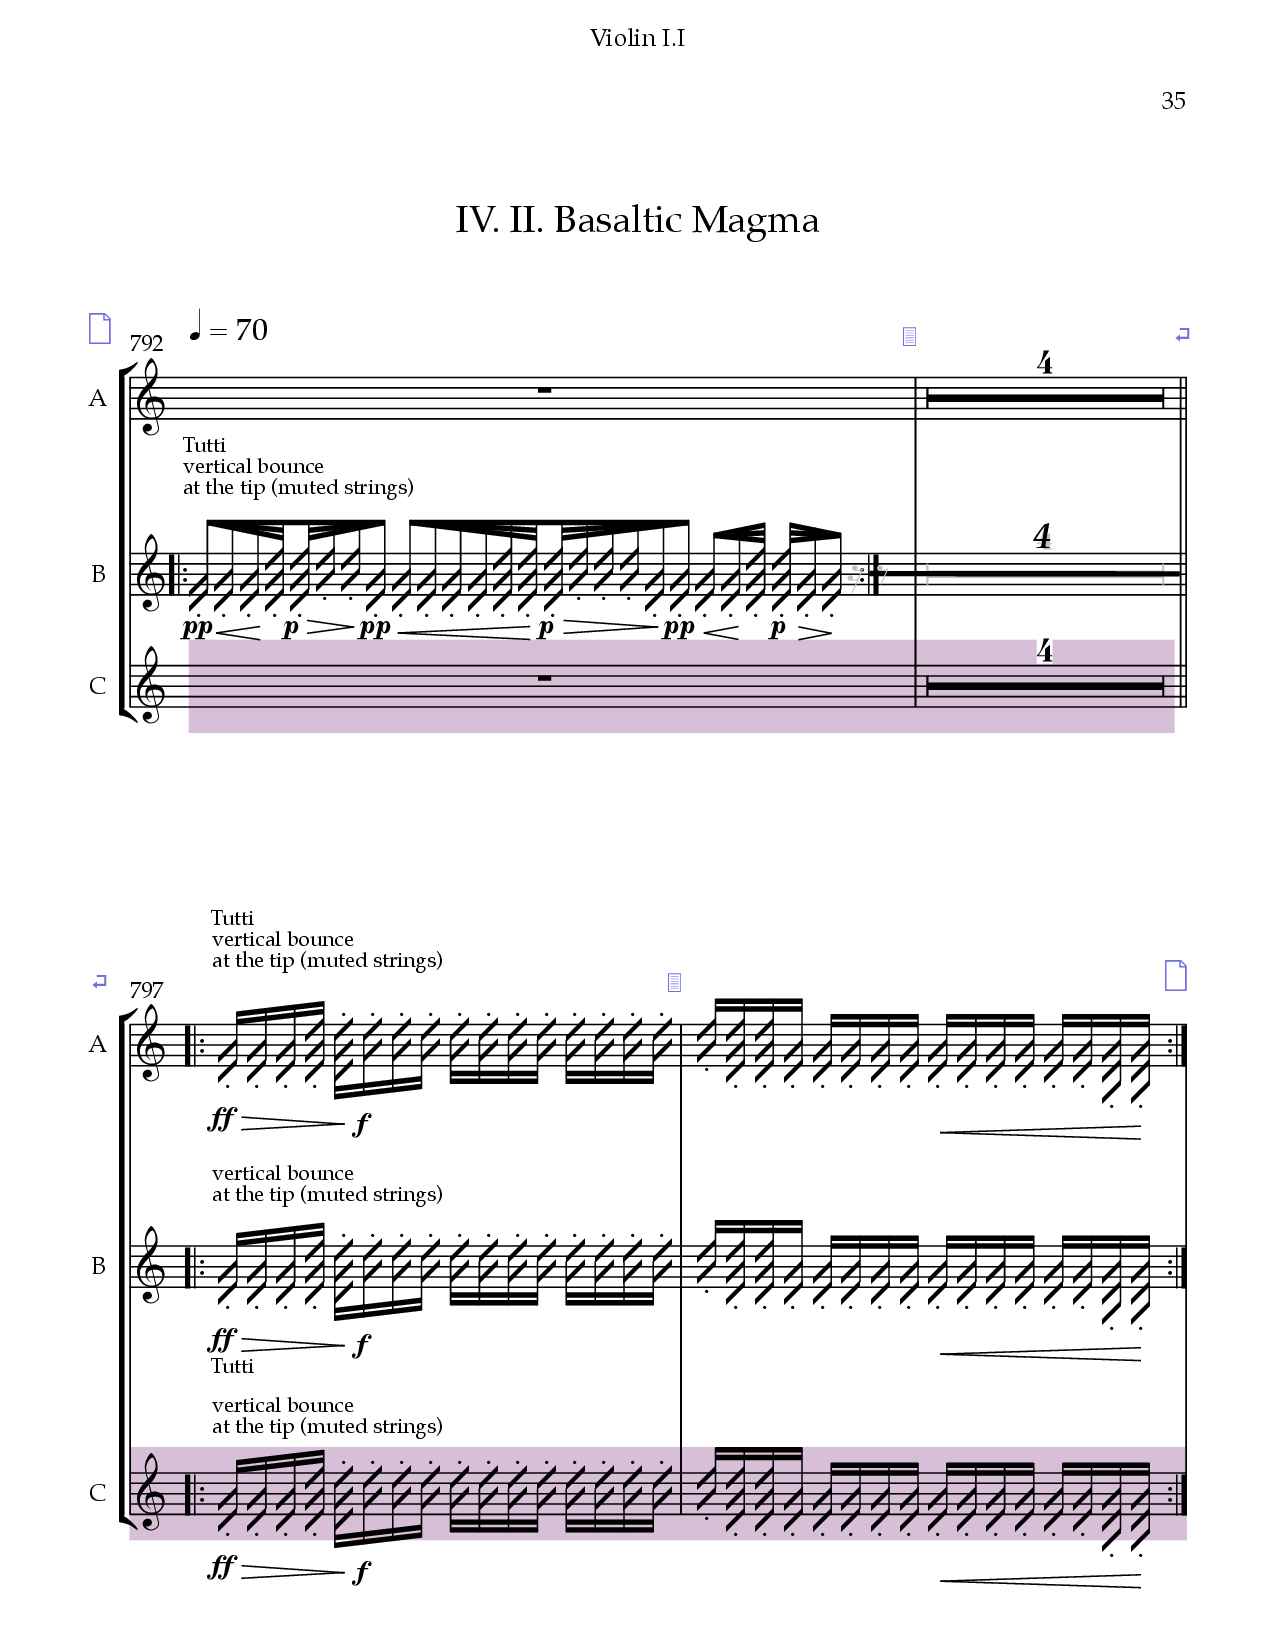 Violin I.I
35
IV. II. Basaltic Magma
792
= 70
A
4
Tutti
vertical bounce
at the tip (muted strings)
B
4
pp p pp p pp p
C
4
Tutti
vertical bounce
at the tip (muted strings)
797
A
ff f
vertical bounce
at the tip (muted strings)
B
ff f
Tutti
vertical bounce
at the tip (muted strings)
C
ff f